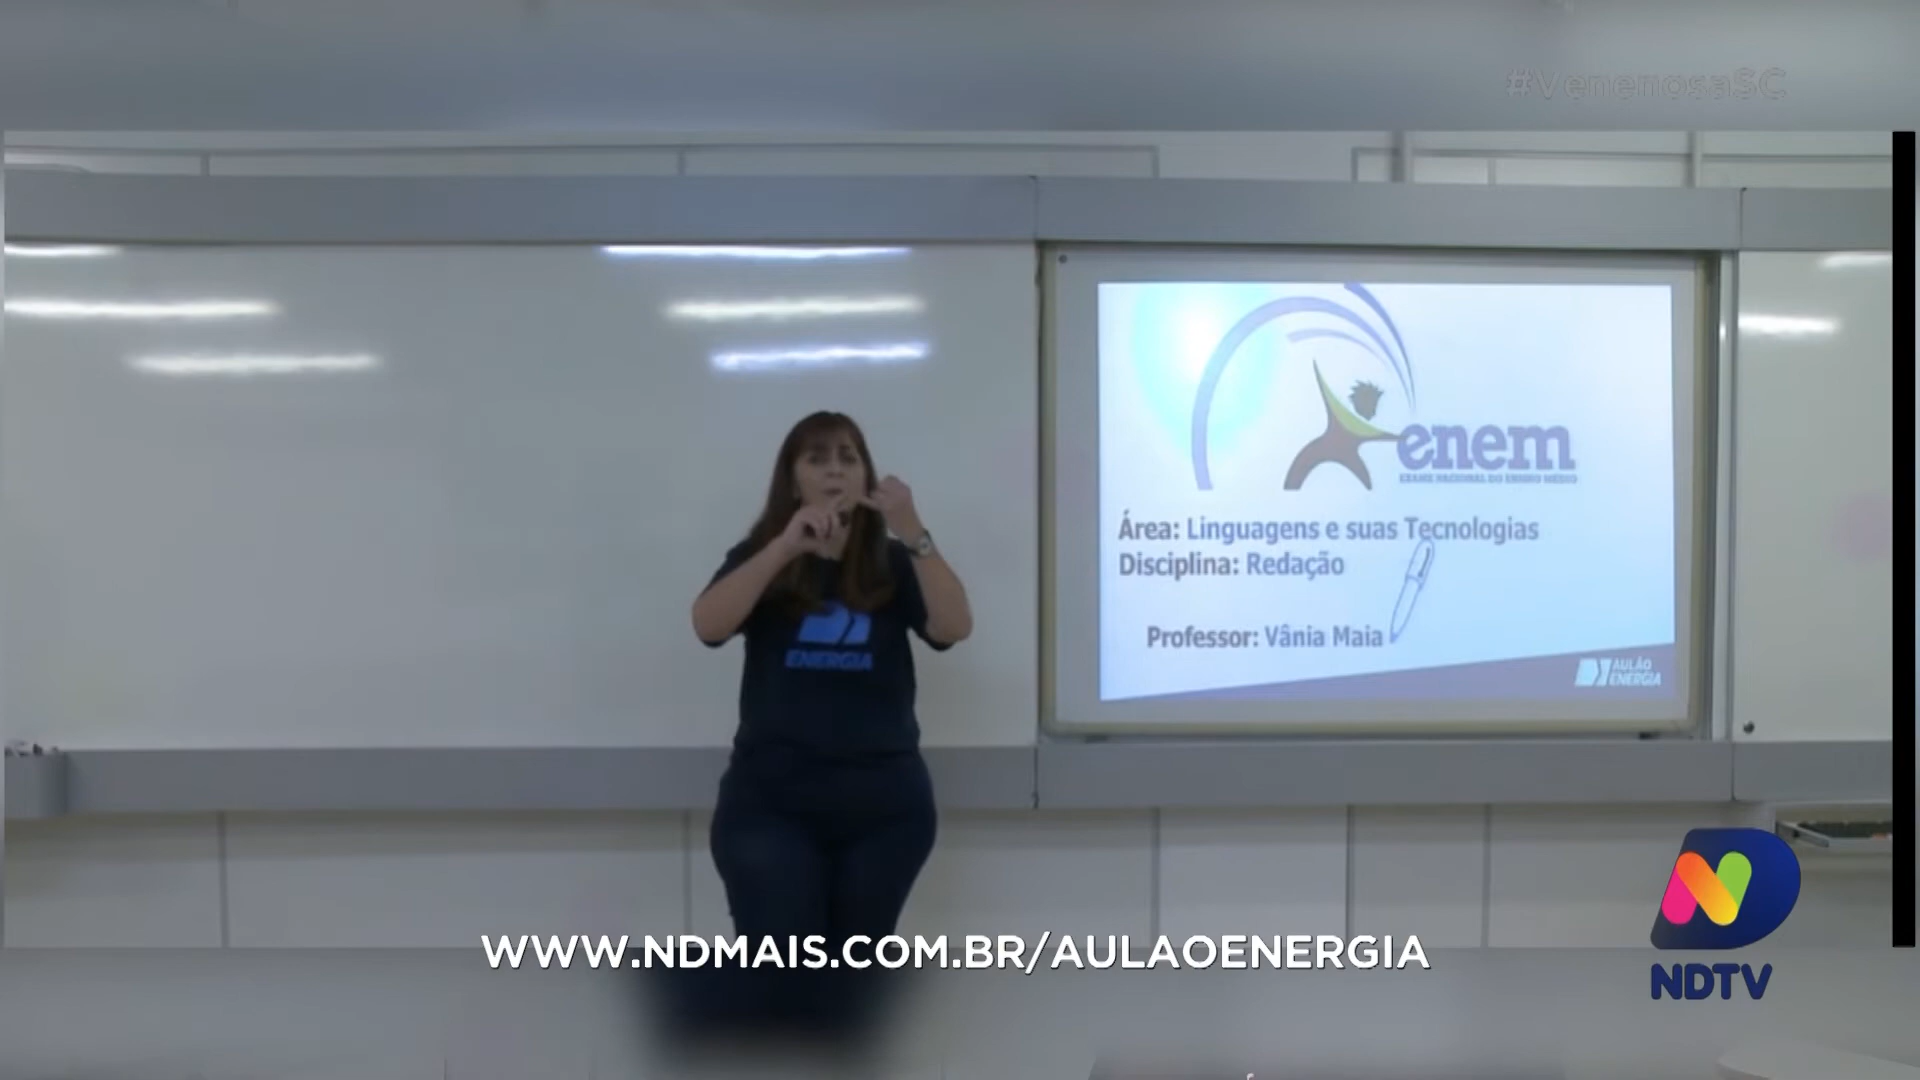 #VenenosaSC
enem
EXAME NACIONAL DO ENSINO MÉDIO
Área: Linguagens e suas Tecnologias
Disciplina: Redação
Professor: Vânia Maia
AULÃO
ENERGIA
ENERGIA
WWW.NDMAIS.COM.BR/AULAOENERGIA
NDTV